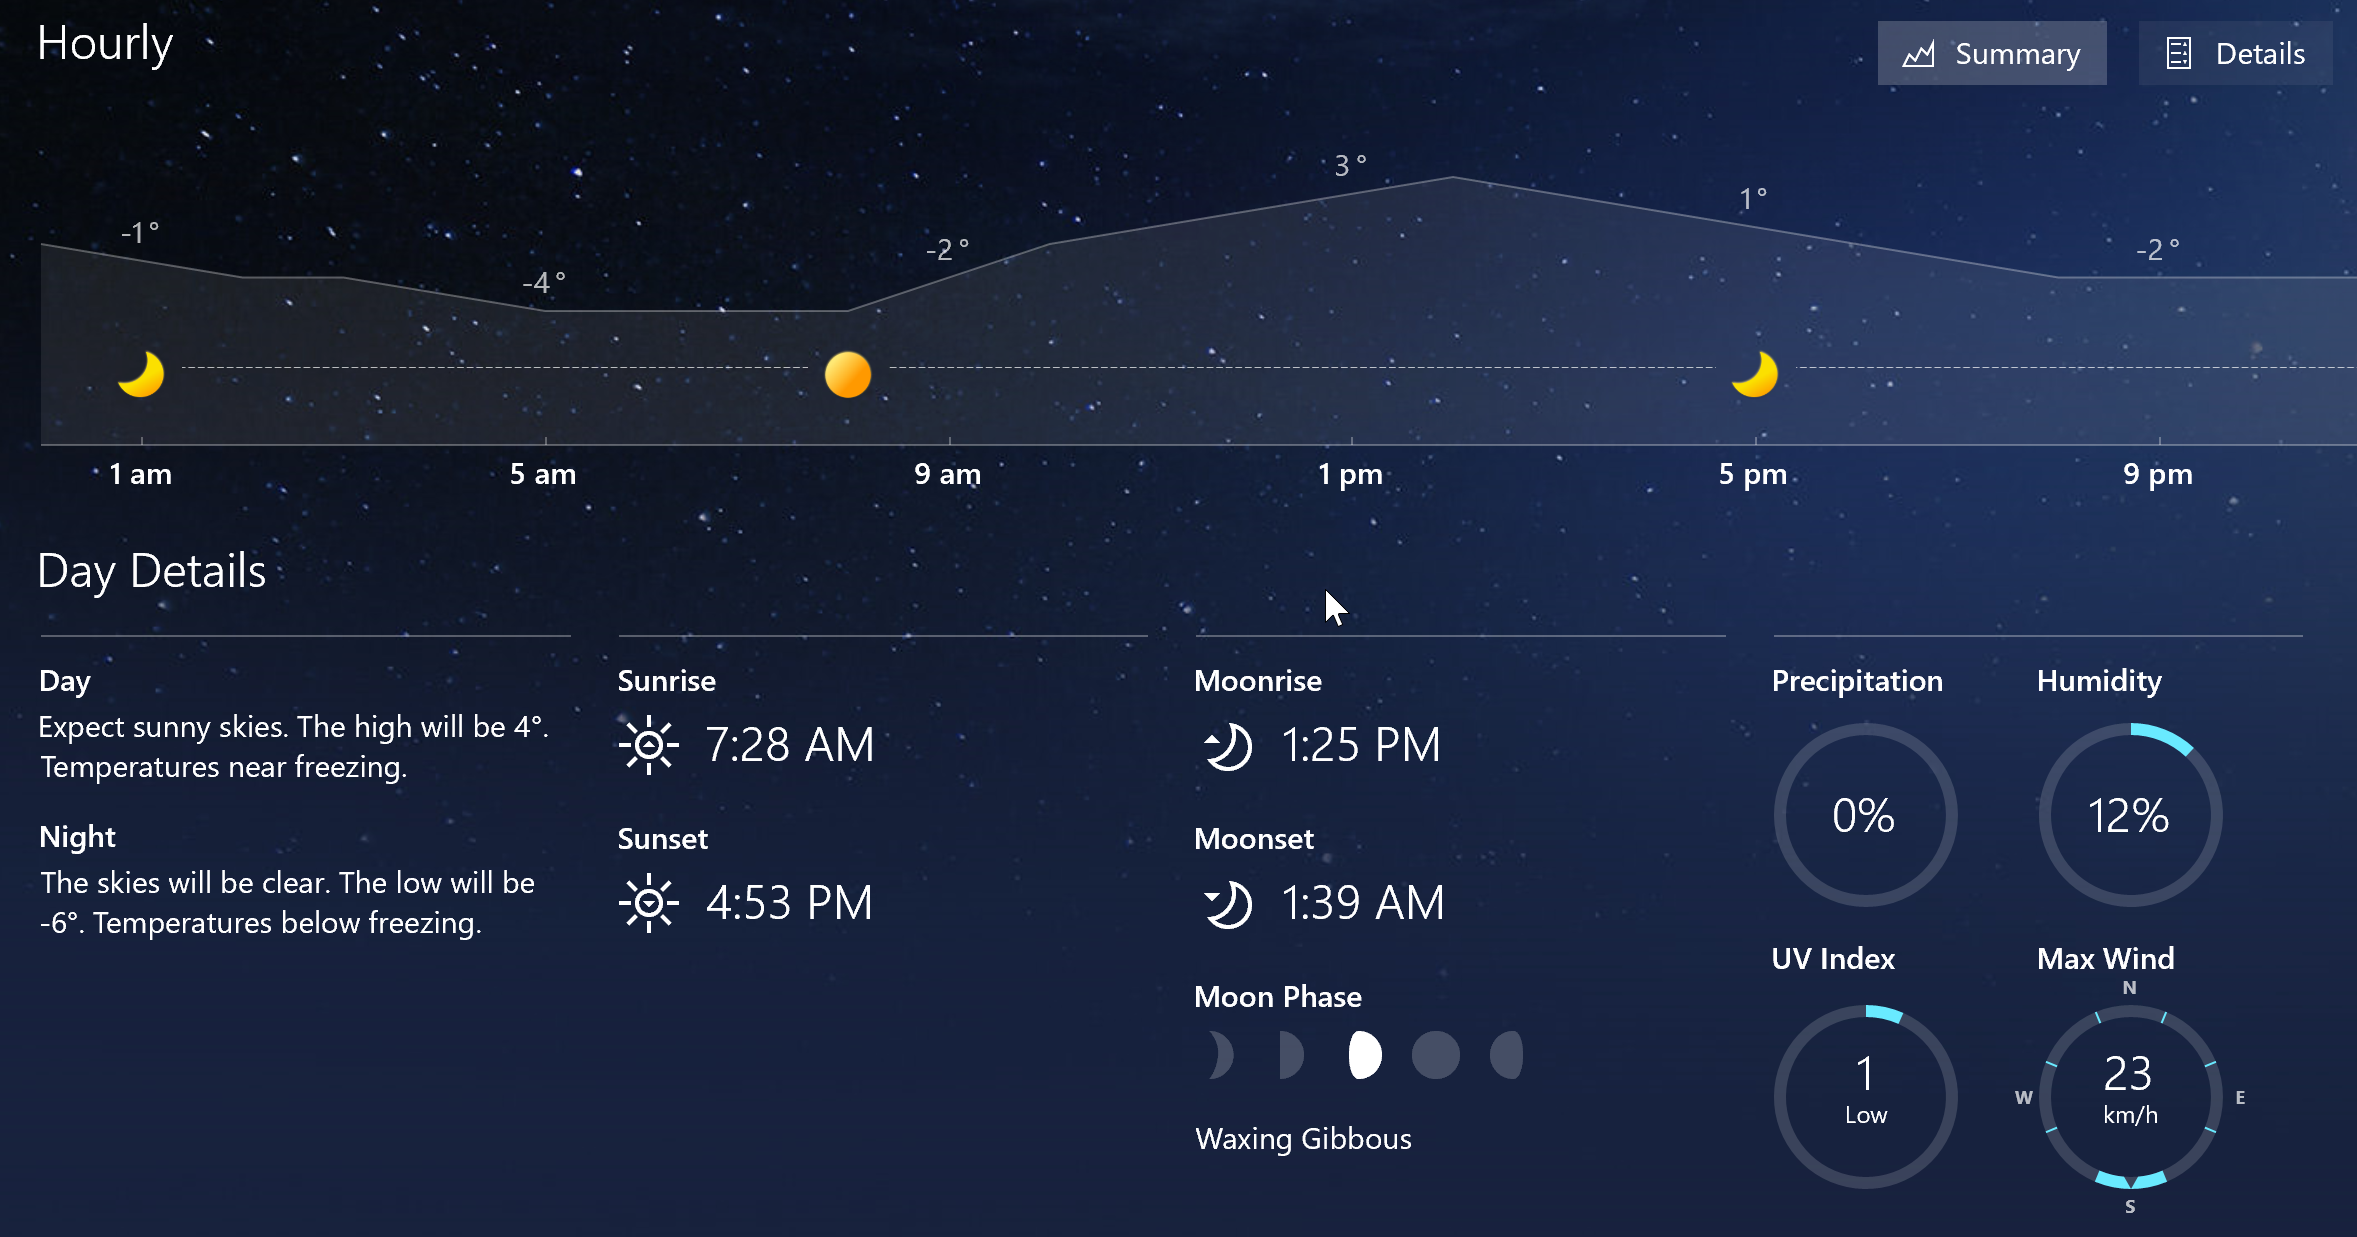 Hourly
Summary
Details
-1°
-4°
-2°
3°
1°
-2°
1 am
5 am
9 am
1 pm
5 pm
9 pm
Day Details
Day
Expect sunny skies. The high will be 4°.
Temperatures near freezing.
Night
The skies will be clear. The low will be
-6°. Temperatures below freezing.
Sunrise
7:28 AM
Sunset
4:53 PM
Moonrise
1:25 PM
Moonset
1:39 AM
Moon Phase
Waxing Gibbous
Precipitation
0%
Humidity
12%
UV Index
1
Low
Max Wind
N
W
23
km/h
E
S